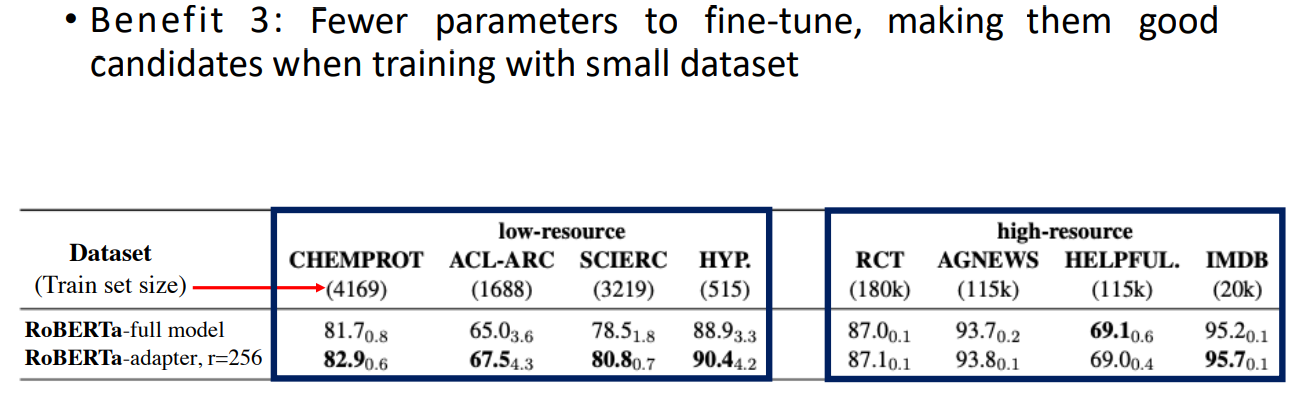 • Benefit 3: Fewer parameters to fine-tune, making them good
candidates when training with small dataset
low-resource high-resource
Dataset CHEMPROT ACL-ARC SCIERC HYP. RCT AGNEWS HELPFUL. IMDB
(Train set size) (4169) (1688) (3219) (515) (180k) (115k) (115k) (20k)
RoBERTa-full model 81.7₀.₈ 65.0₃.₆ 78.5₁.₈ 88.9₃.₃ 87.0₀.₁ 93.7₀.₂ 69.1₀.₆ 95.2₀.₁
RoBERTa-adapter, r=256 82.9₀.₆ 67.5₄.₃ 80.8₀.₇ 90.4₄.₂ 87.1₀.₁ 93.8₀.₁ 69.0₀.₄ 95.7₀.₁